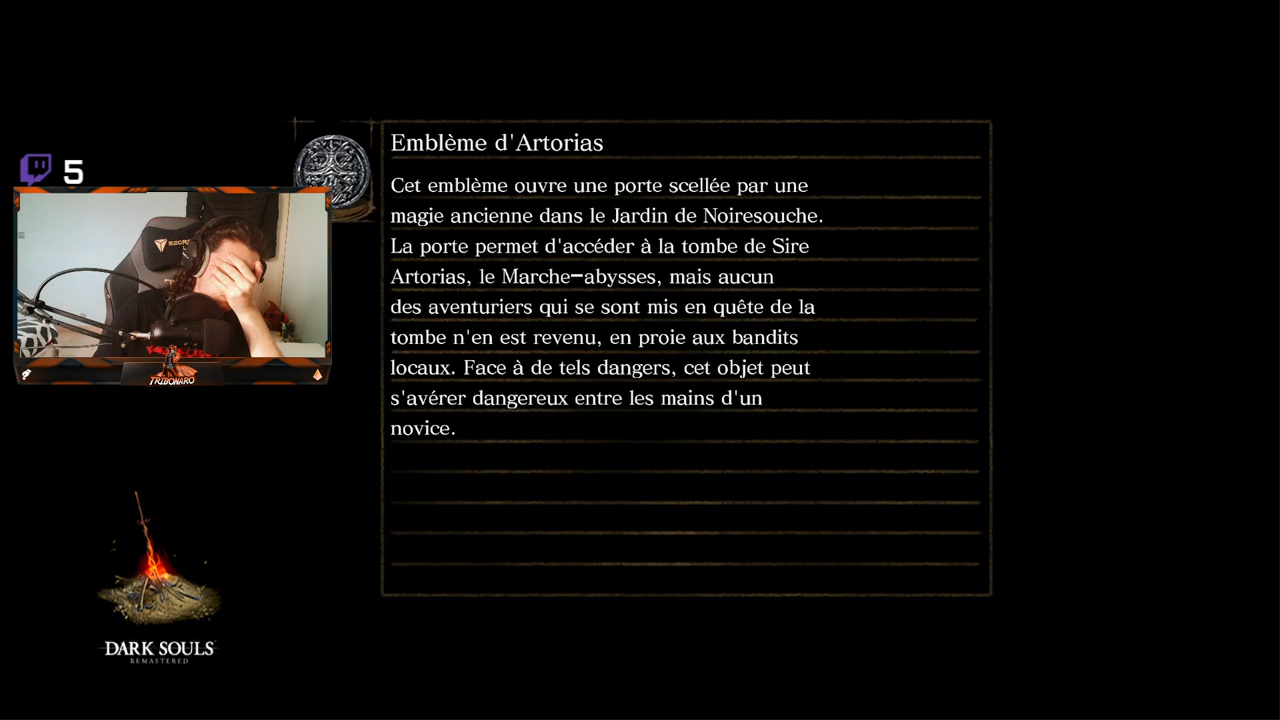 5
SECRE
TRIBONARO
Emblème d'Artorias
Cet emblème ouvre une porte scellée par une
magie ancienne dans le Jardin de Noiresouche.
La porte permet d'accéder à la tombe de Sire
Artorias, le Marche-abysses, mais aucun
des aventuriers qui se sont mis en quête de la
tombe n'en est revenu, en proie aux bandits
locaux. Face à de tels dangers, cet objet peut
s'avérer dangereux entre les mains d'un
novice.
DARK SOULS
REMASTERED